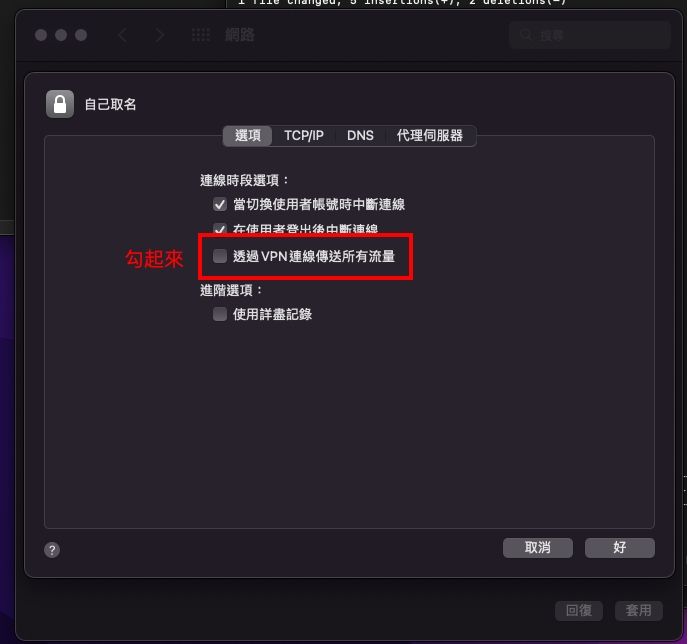 1 file changed, 5 insertions(+), 2 deletions(-)
網路
搜尋
自己取名
選項
TCP/IP
DNS
代理伺服器
連線時段選項：
當切換使用者帳號時中斷連線
在使用者登出後中斷連線
勾起來
透過VPN連線傳送所有流量
進階選項：
使用詳盡記錄
?
取消
好
回復
套用